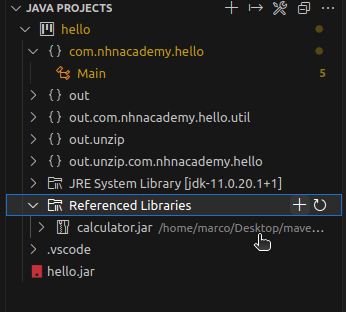 JAVA PROJECTS
hello
{} com.nhnacademy.hello
Main 5
{} out
{} out.com.nhnacademy.hello.util
{} out.unzip
{} out.unzip.com.nhnacademy.hello
JRE System Library [jdk-11.0.20.1+1]
Referenced Libraries
calculator.jar /home/marco/Desktop/mave...
.vscode
hello.jar